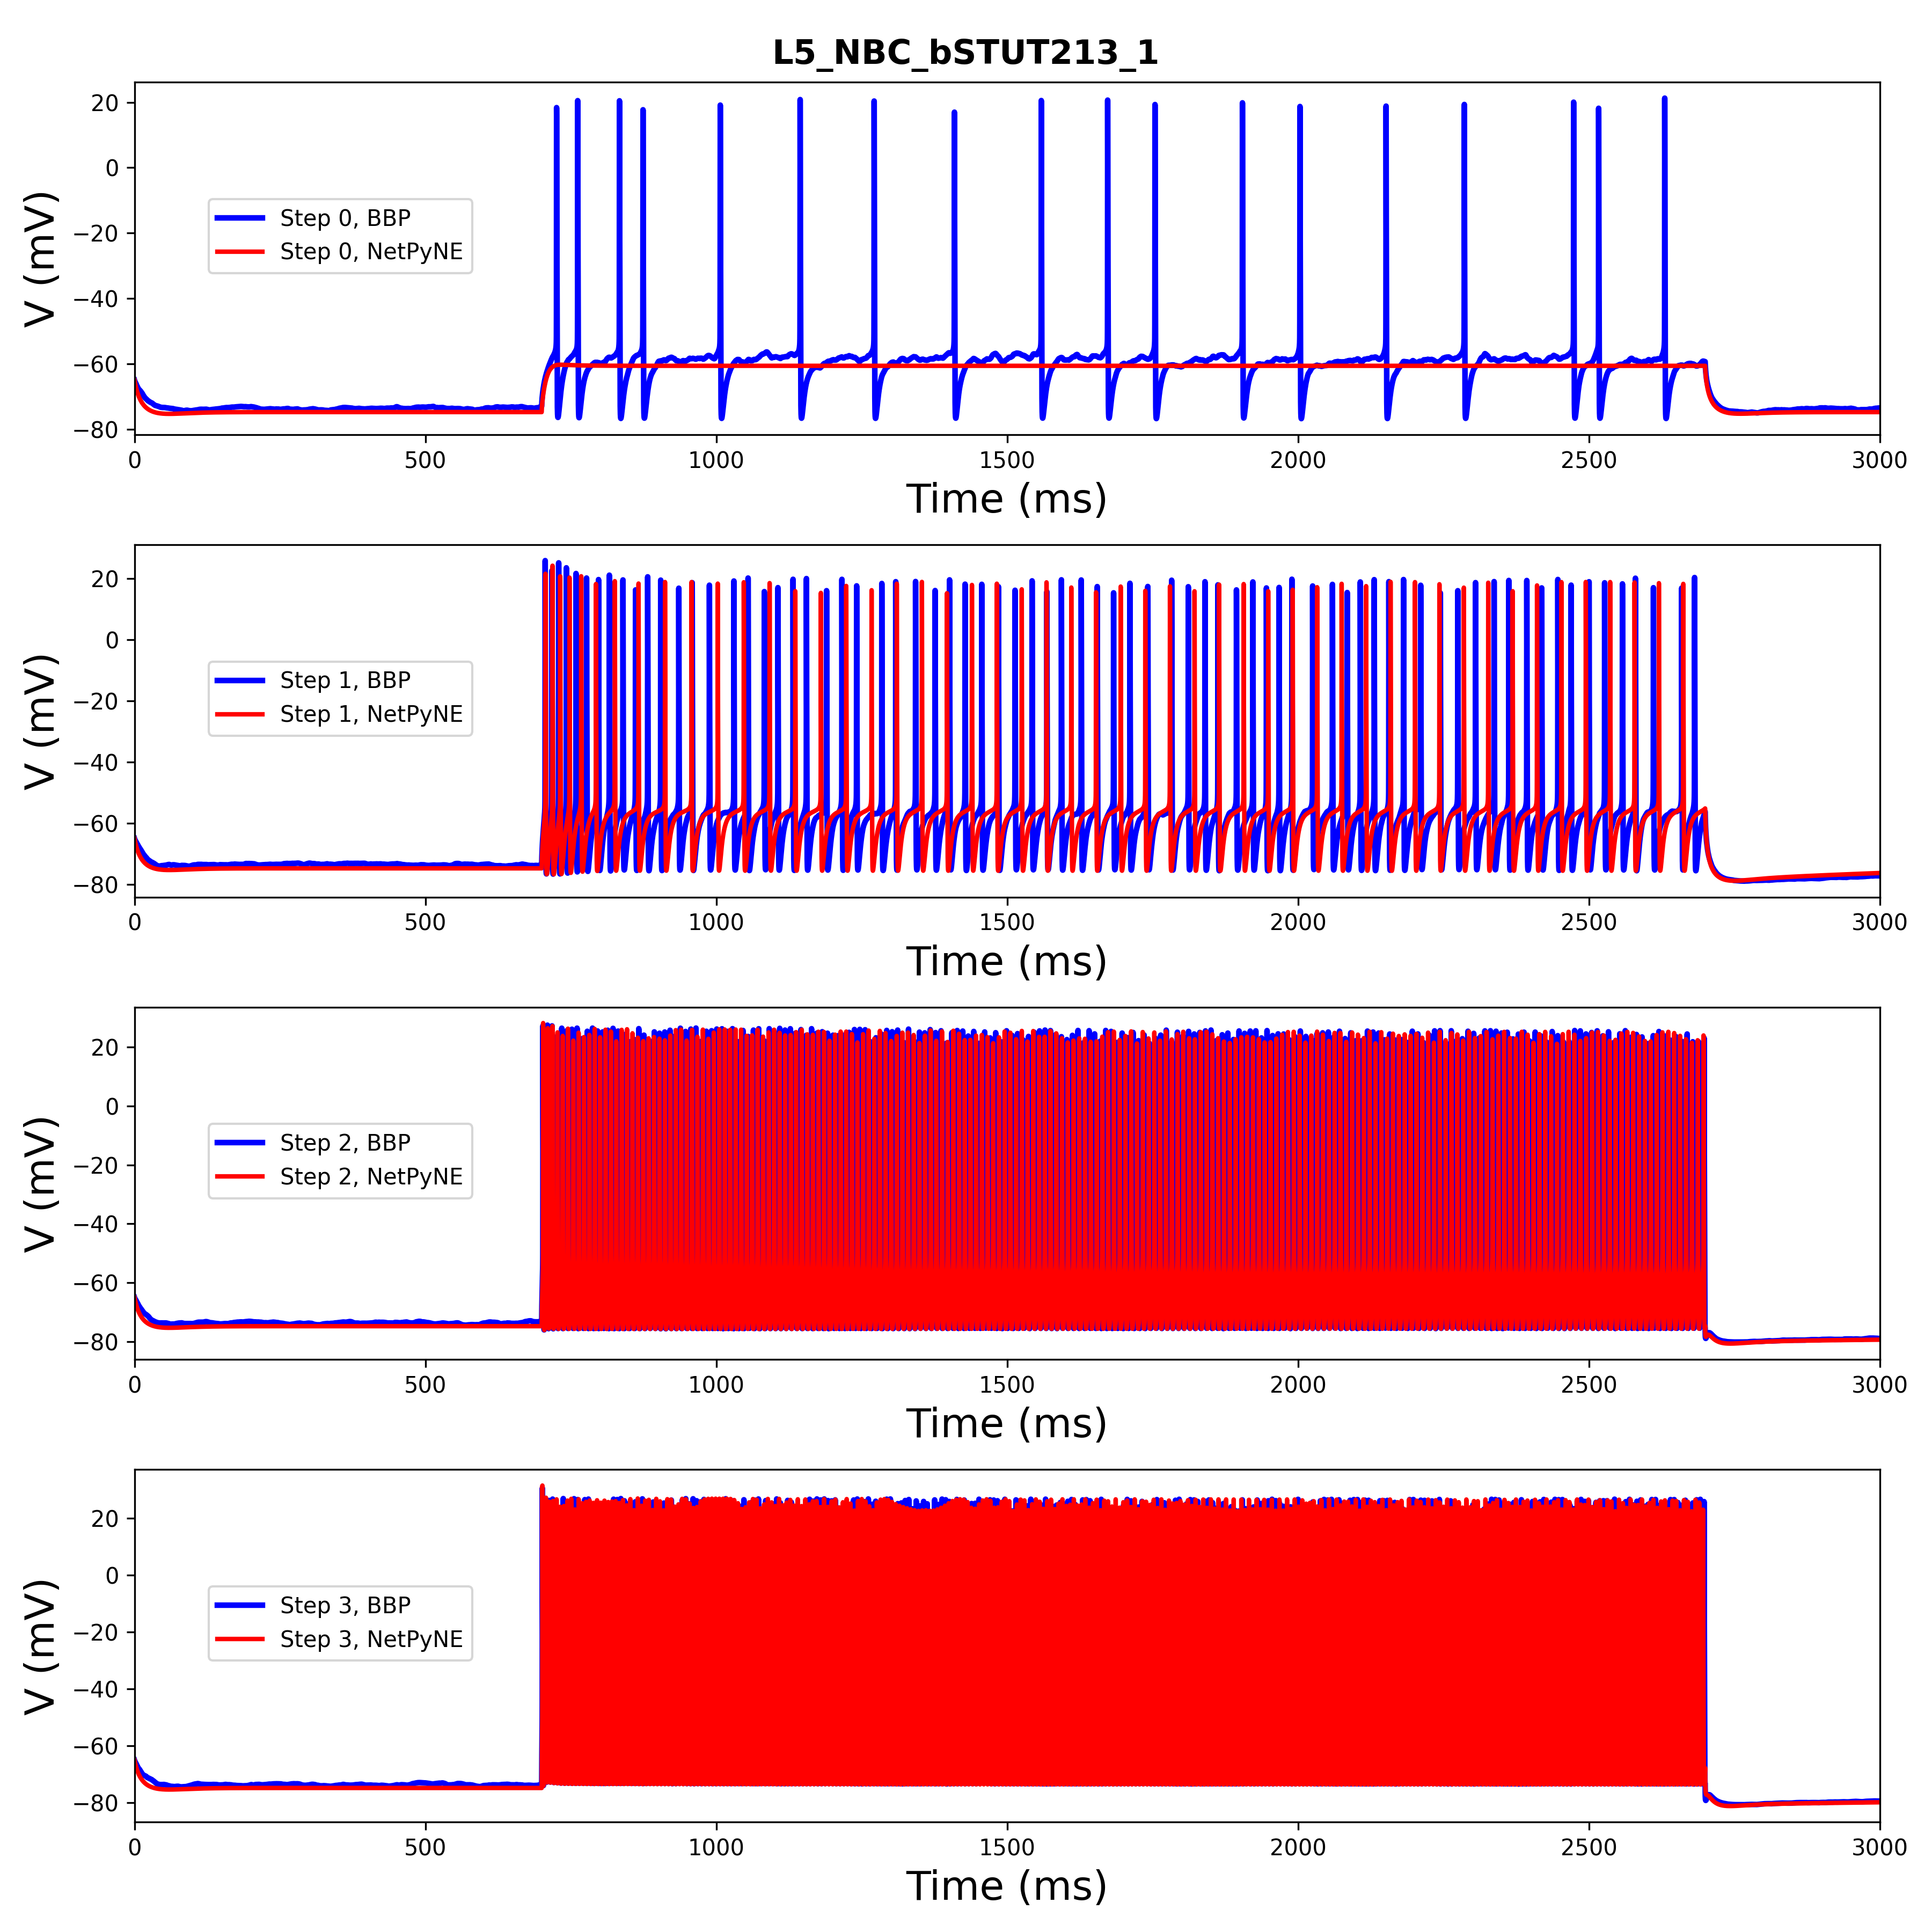 L5_NBC_bSTUT213_1
20
0
−20
−40
−60
−80
V (mV)
Step 0, BBP
Step 0, NetPyNE
0 500 1000 1500 2000 2500 3000
Time (ms)
20
0
−20
−40
−60
−80
V (mV)
Step 1, BBP
Step 1, NetPyNE
0 500 1000 1500 2000 2500 3000
Time (ms)
20
0
−20
−40
−60
−80
V (mV)
Step 2, BBP
Step 2, NetPyNE
0 500 1000 1500 2000 2500 3000
Time (ms)
20
0
−20
−40
−60
−80
V (mV)
Step 3, BBP
Step 3, NetPyNE
0 500 1000 1500 2000 2500 3000
Time (ms)